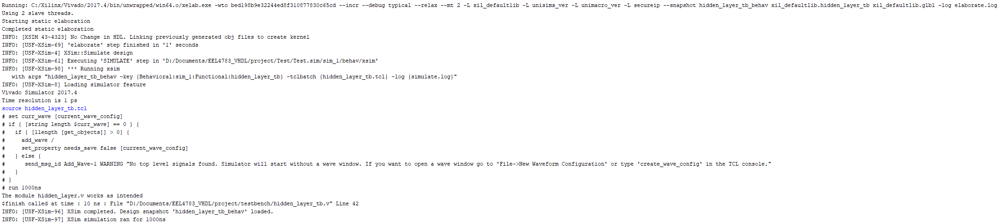 Running: C:/Xilinx/Vivado/2017.4/bin/unwrapped/win64.o/xelab.exe -wto bed198b9e32244ed8f310877830c65cd --incr --debug typical --relax --mt 2 -L xil_defaultlib -L unisims_ver -L unimacro_ver -L secureip --snapshot hidden_layer_tb_behav xil_defaultlib.hidden_layer_tb xil_defaultlib.glbl -log elaborate.log
Using 2 slave threads.
Starting static elaboration
Completed static elaboration
INFO: [XSIM 43-4323] No Change in HDL. Linking previously generated obj files to create kernel
INFO: [USF-XSim-69] 'elaborate' step finished in '1' seconds
INFO: [USF-XSim-4] XSim::Simulate design
INFO: [USF-XSim-61] Executing 'SIMULATE' step in 'D:/Documents/EEL4783_VHDL/project/Test/Test.sim/sim_1/behav/xsim'
INFO: [USF-XSim-98] *** Running xsim
   with args "hidden_layer_tb_behav -key {Behavioral:sim_1:Functional:hidden_layer_tb} -tclbatch {hidden_layer_tb.tcl} -log {simulate.log}"
INFO: [USF-XSim-8] Loading simulator feature
Vivado Simulator 2017.4
Time resolution is 1 ps
source hidden_layer_tb.tcl
# set curr_wave [current_wave_config]
# if { [string length $curr_wave] == 0 } {
#   if { [llength [get_objects]] > 0} {
#     add_wave /
#     set_property needs_save false [current_wave_config]
#   } else {
#      send_msg_id Add_Wave-1 WARNING "No top level signals found. Simulator will start without a wave window. If you want to open a wave window go to 'File->New Waveform Configuration' or type 'create_wave_config' in the TCL console."
#   }
# }
# run 1000ns
The module hidden_layer.v works as intended
$finish called at time : 10 ns : File "D:/Documents/EEL4783_VHDL/project/testbench/hidden_layer_tb.v" Line 42
INFO: [USF-XSim-96] XSim completed. Design snapshot 'hidden_layer_tb_behav' loaded.
INFO: [USF-XSim-97] XSim simulation ran for 1000ns